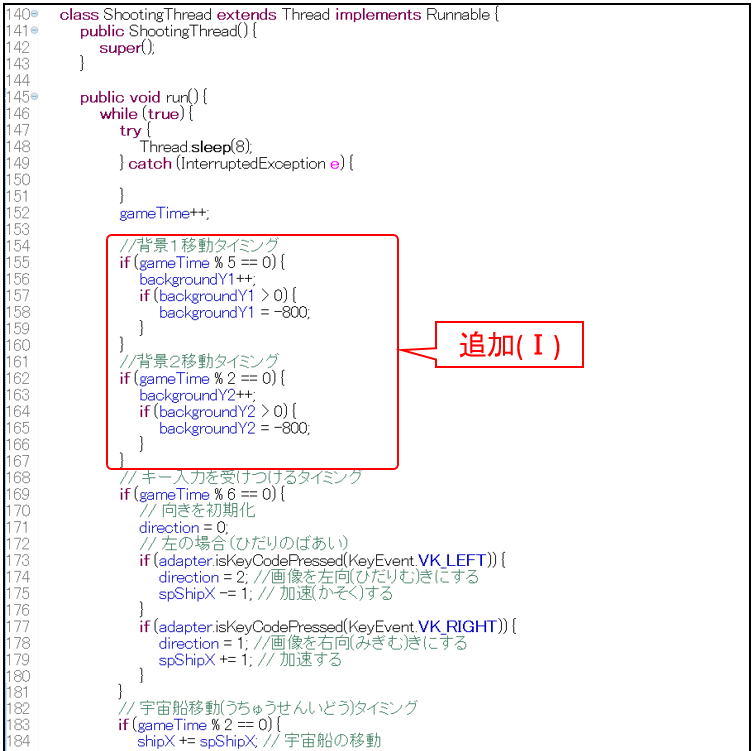 140 class ShootingThread extends Thread implements Runnable {
141 public ShootingThread() {
142 super();
143 }
144
145 public void run() {
146 while (true) {
147 try {
148 Thread.sleep(8);
149 } catch (InterruptedException e) {
150
151 }
152 gameTime++;
153
154 //背景１移動タイミング
155 if (gameTime % 5 == 0) {
156 backgroundY1++;
157 if (backgroundY1 > 0) {
158 backgroundY1 = -800;
159 }
160 }
161 //背景２移動タイミング
162 if (gameTime % 2 == 0) {
163 backgroundY2++;
164 if (backgroundY2 > 0) {
165 backgroundY2 = -800;
166 }
167 }
追加(Ⅰ)
168 // キー入力を受けつけるタイミング
169 if (gameTime % 6 == 0) {
170 // 向きを初期化
171 direction = 0;
172 // 左の場合（ひだりのばあい）
173 if (adapter.isKeyCodePressed(KeyEvent.VK_LEFT)) {
174 direction = 2; //画像を左向(ひだりむ)きにする
175 spShipX -= 1; // 加速(かそく)する
176 }
177 if (adapter.isKeyCodePressed(KeyEvent.VK_RIGHT)) {
178 direction = 1; //画像を右向(みぎむ)きにする
179 spShipX += 1; // 加速する
180 }
181 }
182 // 宇宙船移動(うちゅうせんいどう)タイミング
183 if (gameTime % 2 == 0) {
184 shipX += spShipX; // 宇宙船の移動